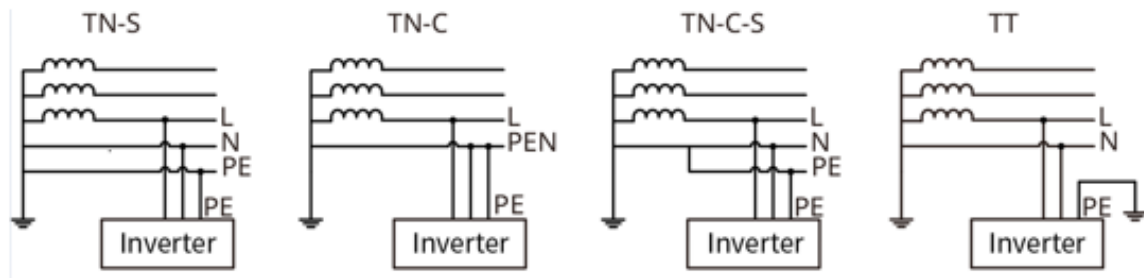 TN-S
TN-C
TN-C-S
TT
L
N
PE
PE
Inverter
L
PEN
PE
Inverter
L
N
PE
PE
Inverter
L
N
PE
Inverter